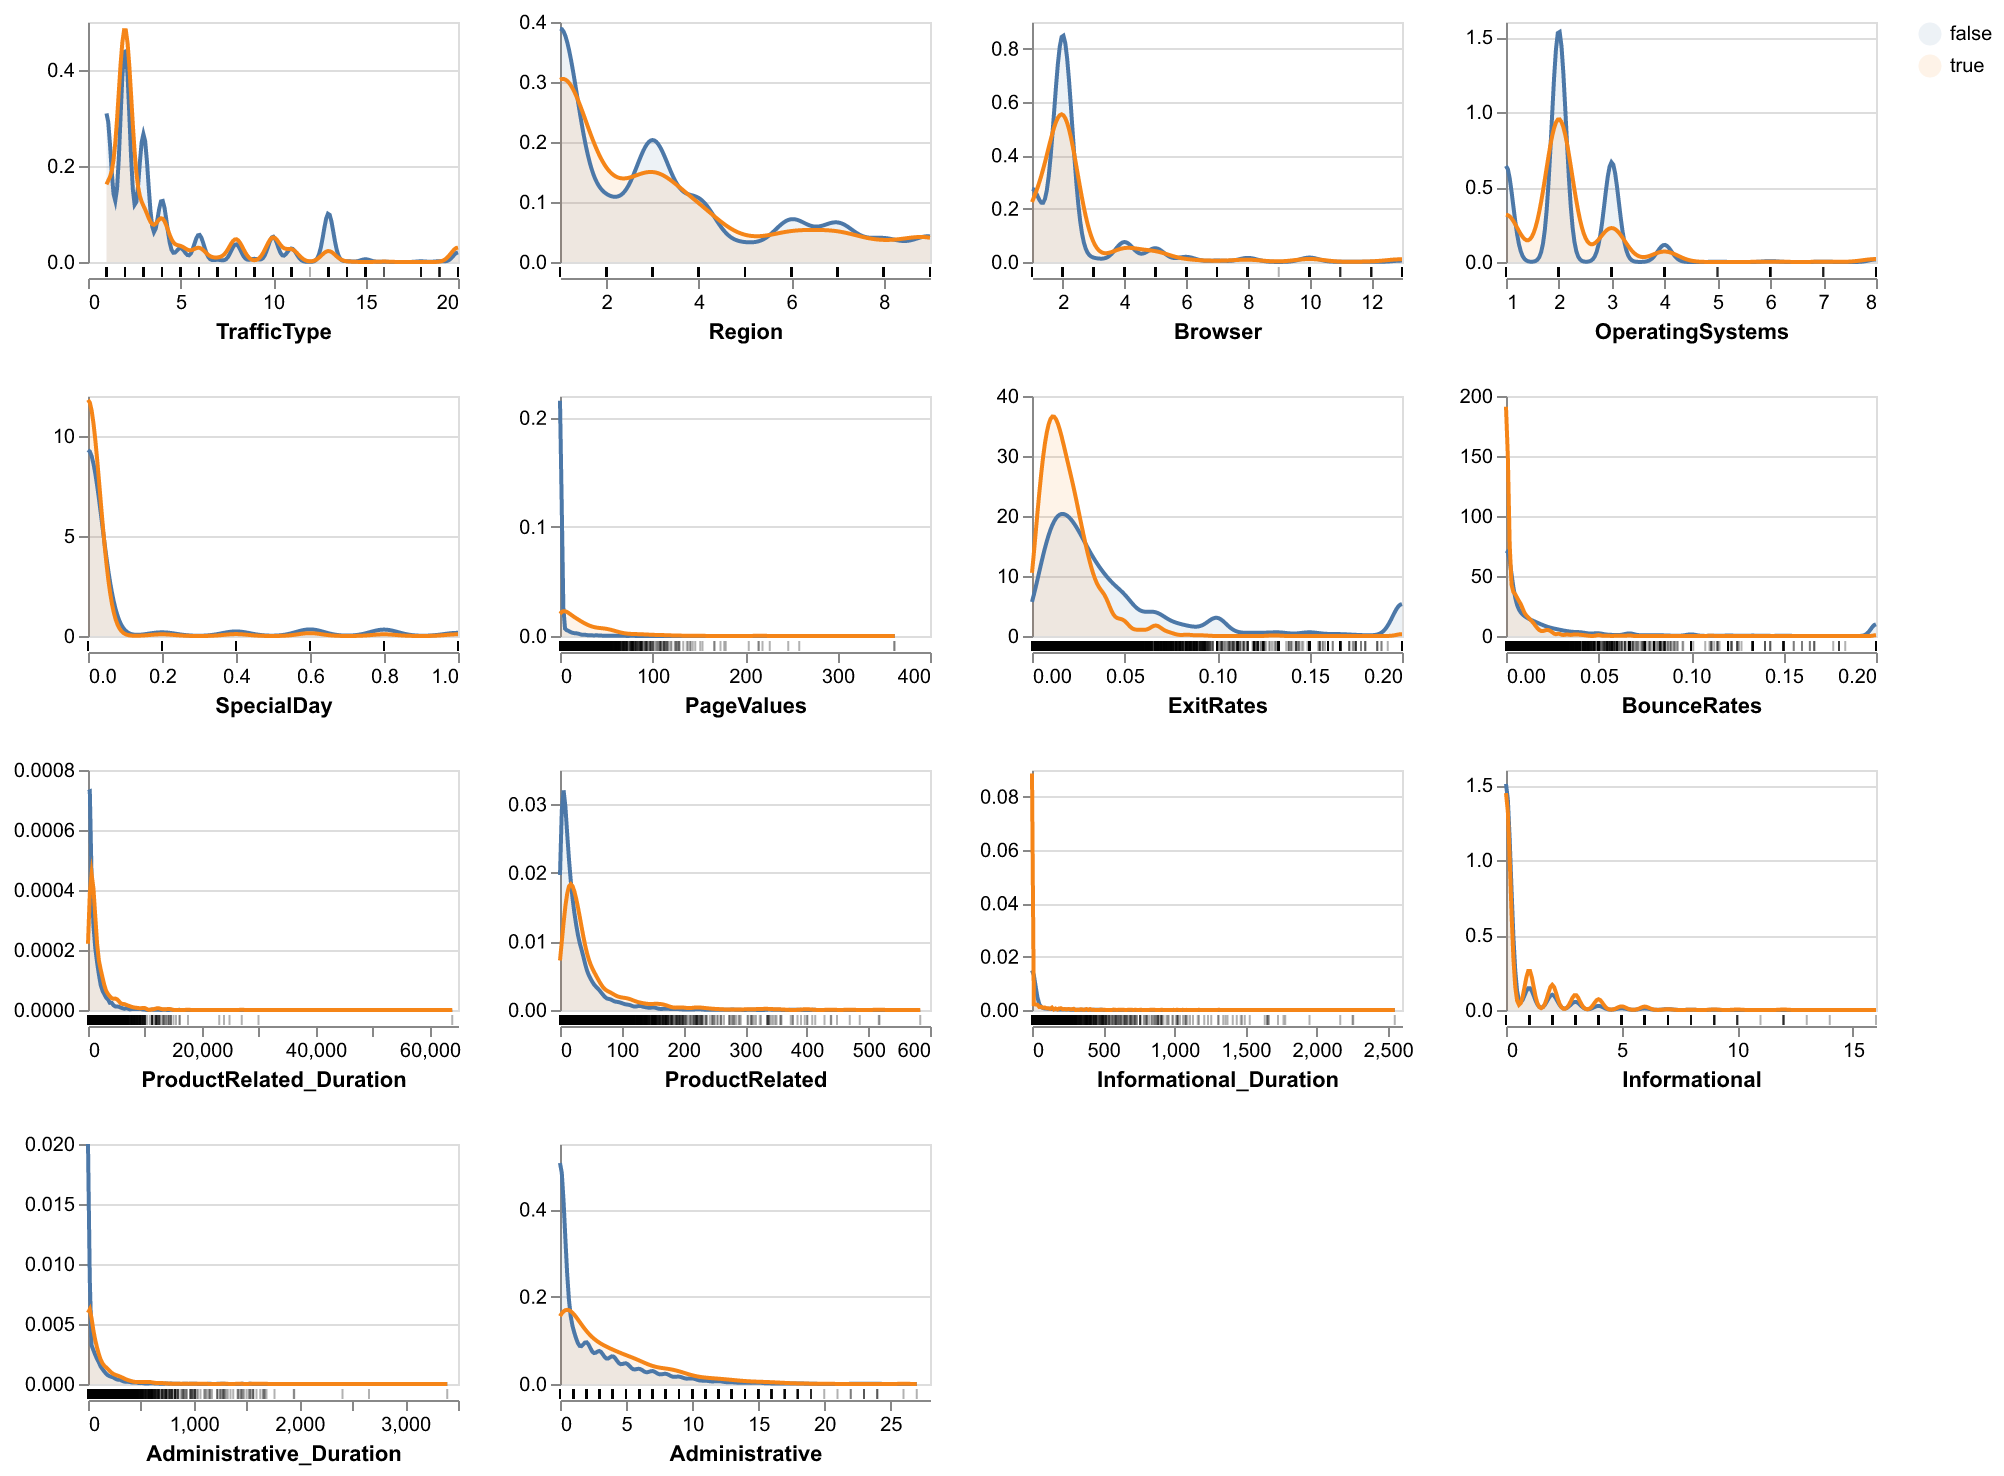 0.4
0.2
0.0
0 5 10 15 20
TrafficType
0.4
0.3
0.2
0.1
0.0
2 4 6 8
Region
0.8
0.6
0.4
0.2
0.0
2 4 6 8 10 12
Browser
1.5
1.0
0.5
0.0
1 2 3 4 5 6 7 8
OperatingSystems
false
true
10
5
0
0.0 0.2 0.4 0.6 0.8 1.0
SpecialDay
0.2
0.1
0.0
0 100 200 300 400
PageValues
40
30
20
10
0
0.00 0.05 0.10 0.15 0.20
ExitRates
200
150
100
50
0
0.00 0.05 0.10 0.15 0.20
BounceRates
0.0008
0.0006
0.0004
0.0002
0.0000
0 20,000 40,000 60,000
ProductRelated_Duration
0.03
0.02
0.01
0.00
0 100 200 300 400 500 600
ProductRelated
0.08
0.06
0.04
0.02
0.00
0 500 1,000 1,500 2,000 2,500
Informational_Duration
1.5
1.0
0.5
0.0
0 5 10 15
Informational
0.020
0.015
0.010
0.005
0.000
0 1,000 2,000 3,000
Administrative_Duration
0.4
0.2
0.0
0 5 10 15 20 25
Administrative